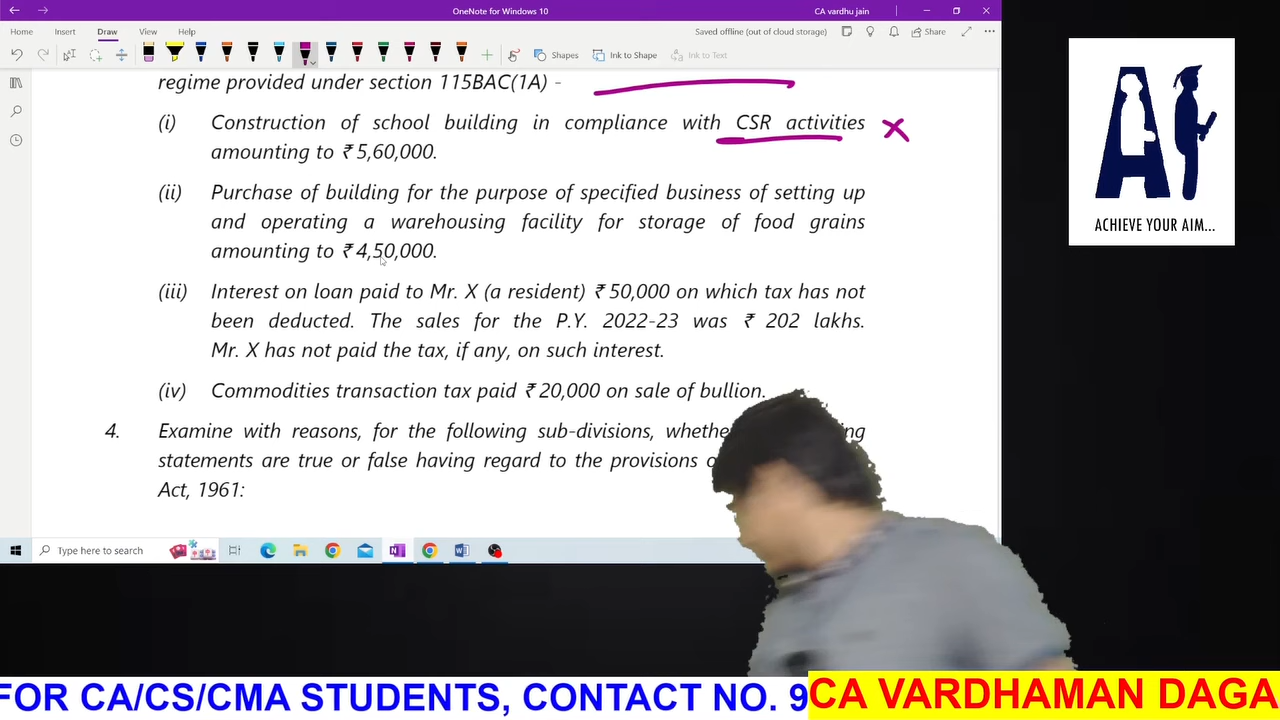 OneNote for Windows 10
CA vardhu jain
Home Insert Draw View Help
Saved offline (out of cloud storage)
Share
Shapes Ink to Shape Ink to Text
regime provided under section 115BAC(1A) -
(i) Construction of school building in compliance with CSR activities
amounting to ₹ 5,60,000.
(ii) Purchase of building for the purpose of specified business of setting up
and operating a warehousing facility for storage of food grains
amounting to ₹ 4,50,000.
(iii) Interest on loan paid to Mr. X (a resident) ₹ 50,000 on which tax has not
been deducted. The sales for the P.Y. 2022-23 was ₹ 202 lakhs.
Mr. X has not paid the tax, if any, on such interest.
(iv) Commodities transaction tax paid ₹ 20,000 on sale of bullion.
4. Examine with reasons, for the following sub-divisions, whether
statements are true or false having regard to the provisions
Act, 1961:
Type here to search
A
ACHIEVE YOUR AIM...
FOR CA/CS/CMA STUDENTS, CONTACT NO. 9
CA VARDHAMAN DAGA